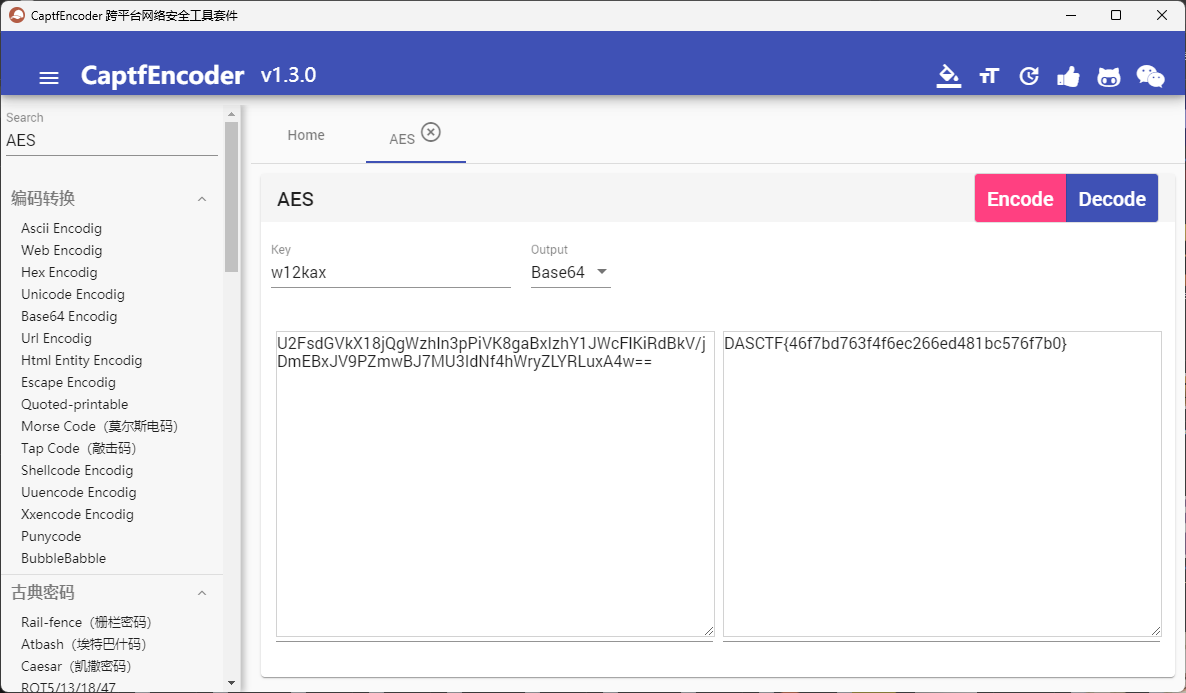 CaptfEncoder 跨平台网络安全工具套件
CaptfEncoder v1.3.0
Search
AES
编码转换
Ascii Encodig
Web Encodig
Hex Encodig
Unicode Encodig
Base64 Encodig
Url Encodig
Html Entity Encodig
Escape Encodig
Quoted-printable
Morse Code（莫尔斯电码）
Tap Code（敲击码）
Shellcode Encodig
Uuencode Encodig
Xxencode Encodig
Punycode
BubbleBabble
古典密码
Rail-fence（栅栏密码）
Atbash（埃特巴什码）
Caesar（凯撒密码）
ROT5/13/18/47
Home
AES
AES
Encode Decode
Key
w12kax
Output
Base64
U2FsdGVkX18jQgWzhIn3pPiVK8gaBxIzhY1JWcFlKiRdBkV/j
DmEBxJV9PZmwBJ7MU3IdNf4hWryZLYRLuxA4w==
DASCTF{46f7bd763f4f6ec266ed481bc576f7b0}